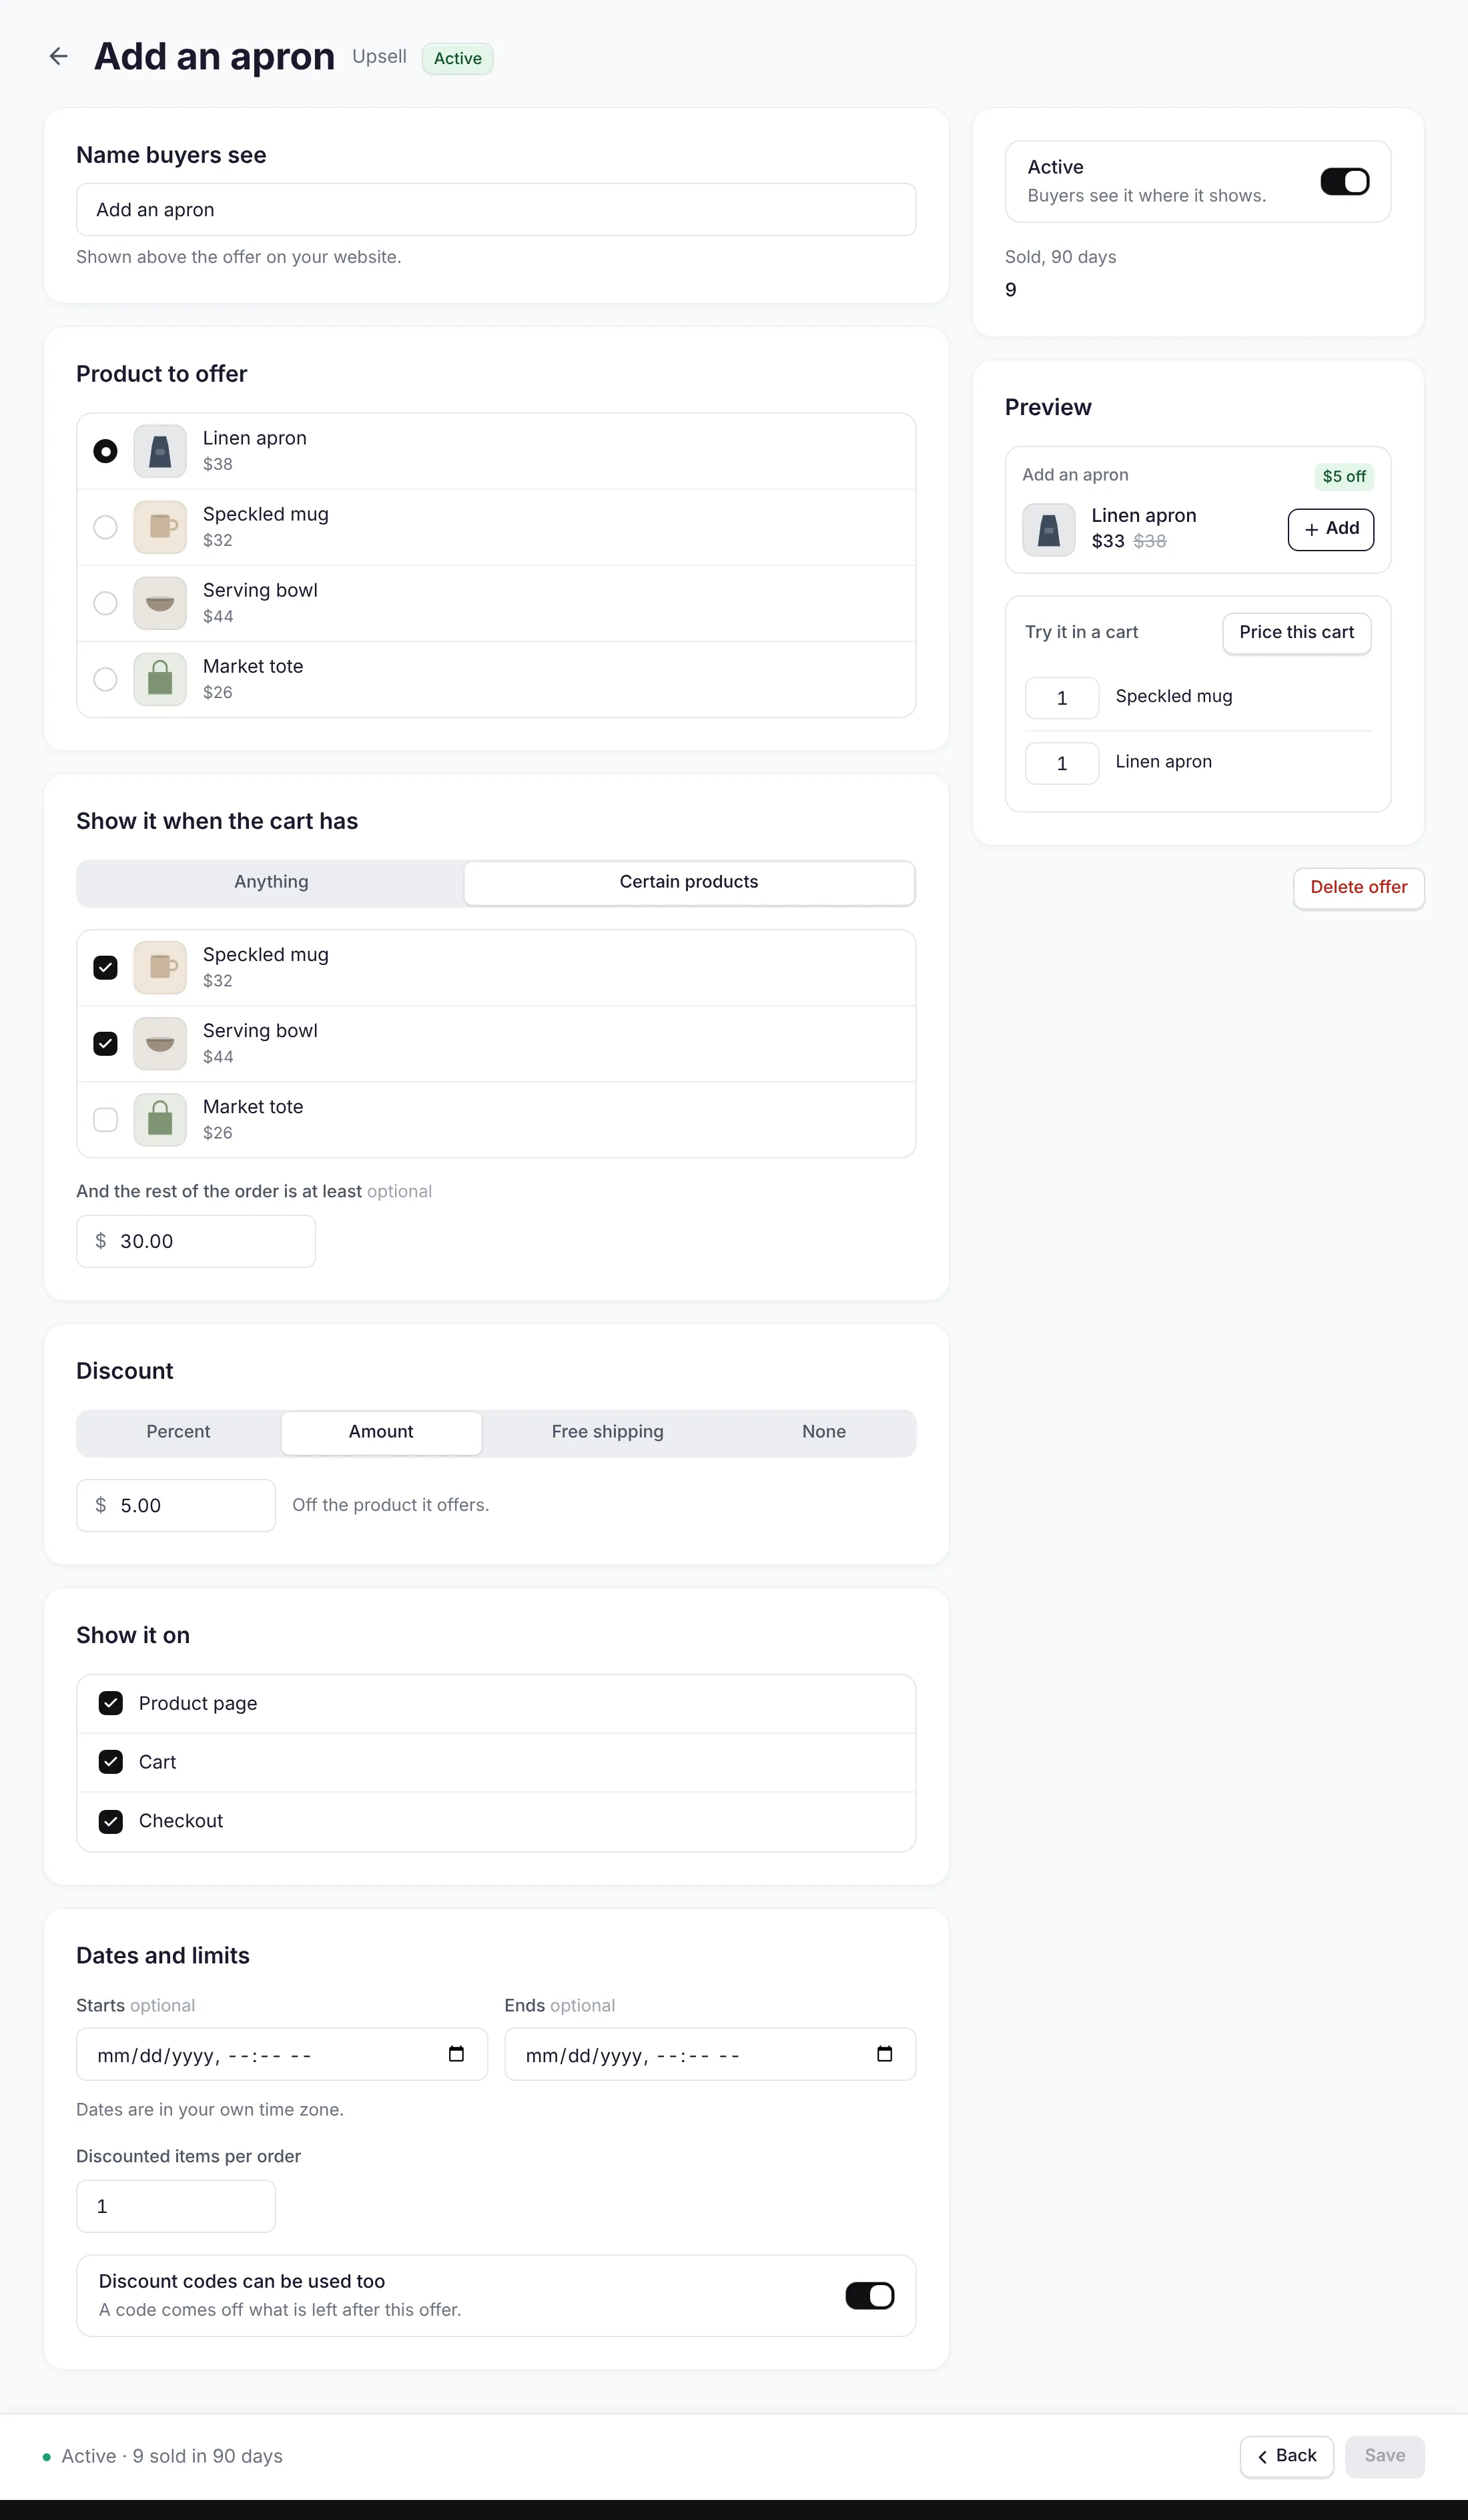 Add an apron Upsell Active
Name buyers see
Add an apron
Shown above the offer on your website.
Product to offer
Linen apron
$38
Speckled mug
$32
Serving bowl
$44
Market tote
$26
Show it when the cart has
Anything Certain products
Speckled mug
$32
Serving bowl
$44
Market tote
$26
And the rest of the order is at least optional
$ 30.00
Discount
Percent Amount Free shipping None
$ 5.00 Off the product it offers.
Show it on
Product page
Cart
Checkout
Dates and limits
Starts optional Ends optional
mm/dd/yyyy, --:-- -- mm/dd/yyyy, --:-- --
Dates are in your own time zone.
Discounted items per order
1
Discount codes can be used too
A code comes off what is left after this offer.
Active
Buyers see it where it shows.
Sold, 90 days
9
Preview
Add an apron $5 off
Linen apron
$33 $38
+ Add
Try it in a cart Price this cart
1 Speckled mug
1 Linen apron
Delete offer
Active · 9 sold in 90 days Back Save